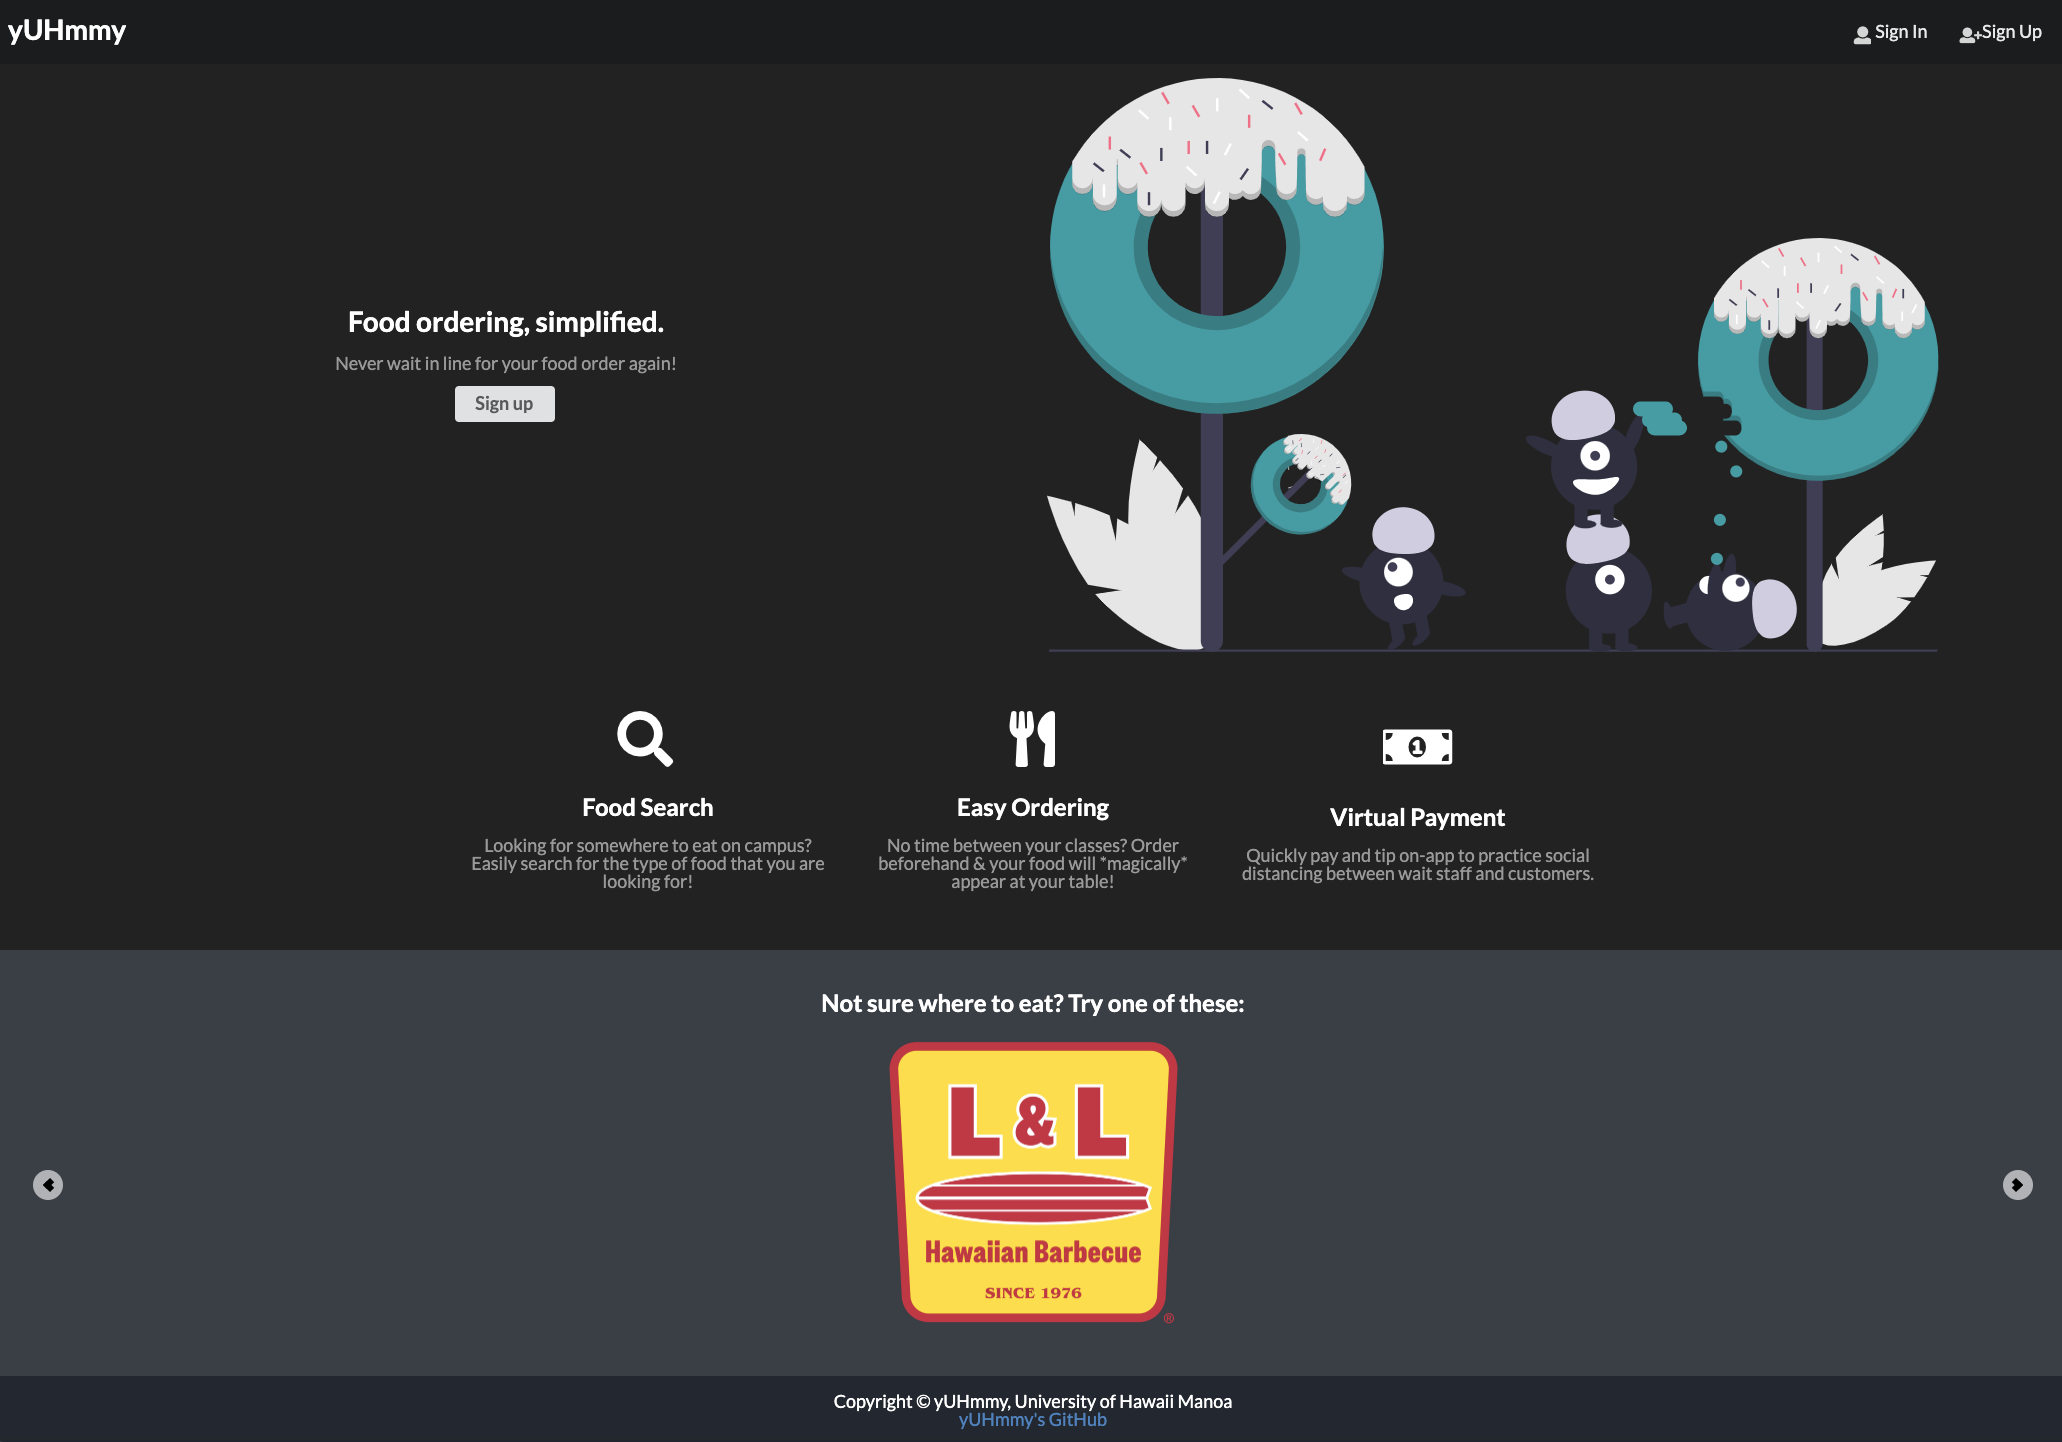 yUHmmy
Sign In
Sign Up
Food ordering, simplified.
Never wait in line for your food order again!
Sign up
1
Food Search
Looking for somewhere to eat on campus?
Easily search for the type of food that you are
looking for!
Easy Ordering
No time between your classes? Order
beforehand & your food will *magically*
appear at your table!
Virtual Payment
Quickly pay and tip on-app to practice social
distancing between wait staff and customers.
Not sure where to eat? Try one of these:
L & L
Hawaiian Barbecue
SINCE 1976
®
Copyright © yUHmmy, University of Hawaii Manoa
yUHmmy's GitHub